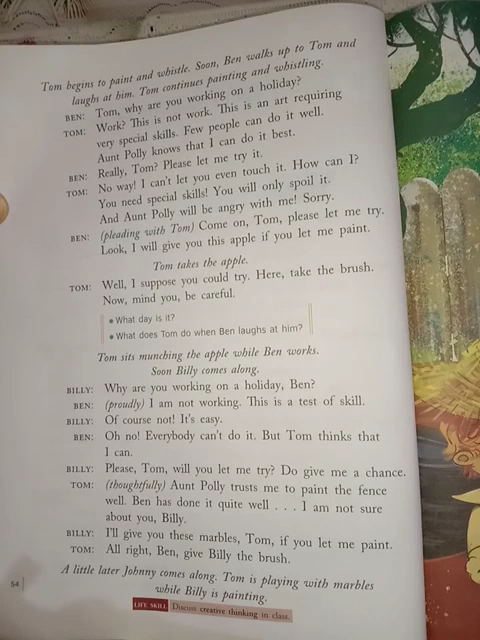 Tom begins to paint and whistle. Soon, Ben walks up to Tom and
laughs at him. Tom continues painting and whistling.
BEN: Tom, why are you working on a holiday?
TOM: Work? This is not work. This is an art requiring
very special skills. Few people can do it well.
Aunt Polly knows that I can do it best.
BEN: Really, Tom? Please let me try it.
TOM: No way! I can't let you even touch it. How can I?
You need special skills! You will only spoil it.
And Aunt Polly will be angry with me! Sorry.
BEN: (pleading with Tom) Come on, Tom, please let me try.
Look, I will give you this apple if you let me paint.
Tom takes the apple.
TOM: Well, I suppose you could try. Here, take the brush.
Now, mind you, be careful.
• What day is it?
• What does Tom do when Ben laughs at him?
Tom sits munching the apple while Ben works.
Soon Billy comes along.
BILLY: Why are you working on a holiday, Ben?
BEN: (proudly) I am not working. This is a test of skill.
BILLY: Of course not! It's easy.
BEN: Oh no! Everybody can't do it. But Tom thinks that
I can.
BILLY: Please, Tom, will you let me try? Do give me a chance.
TOM: (thoughtfully) Aunt Polly trusts me to paint the fence
well. Ben has done it quite well . . . I am not sure
about you, Billy.
BILLY: I'll give you these marbles, Tom, if you let me paint.
TOM: All right, Ben, give Billy the brush.
A little later Johnny comes along. Tom is playing with marbles
while Billy is painting.
54
LIFE SKILL Discuss creative thinking in class.